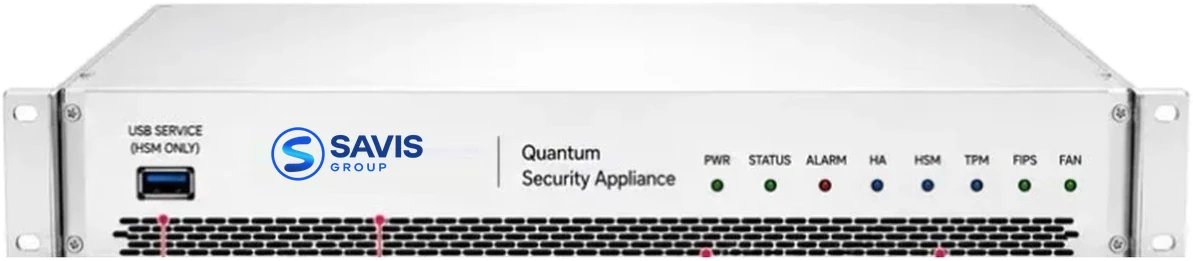 USB SERVICE
(HSM ONLY)
SAVIS
GROUP
Quantum
Security Appliance
PWR STATUS ALARM HA HSM TPM FIPS FAN